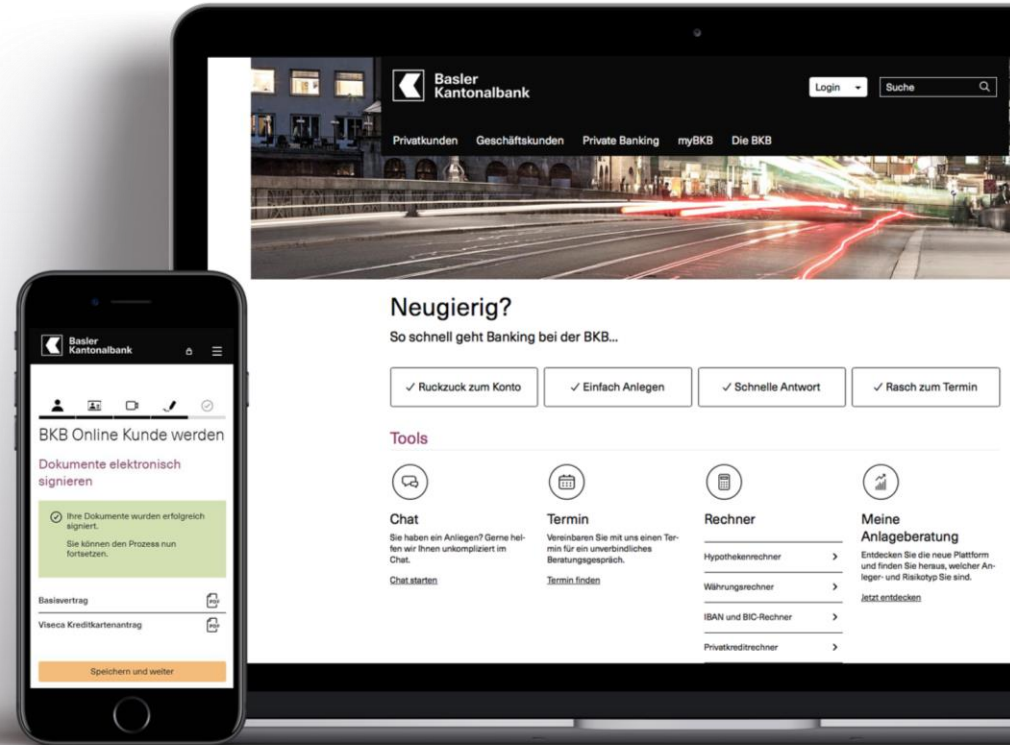 Basler
Kantonalbank
Login
Suche
Privatkunden Geschäftskunden Private Banking myBKB Die BKB
Neugierig?
So schnell geht Banking bei der BKB...
✓ Ruckzuck zum Konto
✓ Einfach Anlegen
✓ Schnelle Antwort
✓ Rasch zum Termin
Tools
Chat
Sie haben ein Anliegen? Gerne hel-
fen wir Ihnen unkompliziert im
Chat.
Chat starten
Termin
Vereinbaren Sie mit uns einen Ter-
min für ein unverbindliches
Beratungsgespräch.
Termin finden
Rechner
Hypothekenrechner
Währungsrechner
IBAN und BIC-Rechner
Privatkreditrechner
Meine
Anlageberatung
Entdecken Sie die neue Plattform
und finden Sie heraus, welcher An-
leger- und Risikotyp Sie sind.
Jetzt entdecken
Basler
Kantonalbank
BKB Online Kunde werden
Dokumente elektronisch
signieren
Ihre Dokumente wurden erfolgreich
signiert.
Sie können den Prozess nun
fortsetzen.
Basisvertrag
PDF
Viseca Kreditkartenantrag
PDF
Speichern und weiter